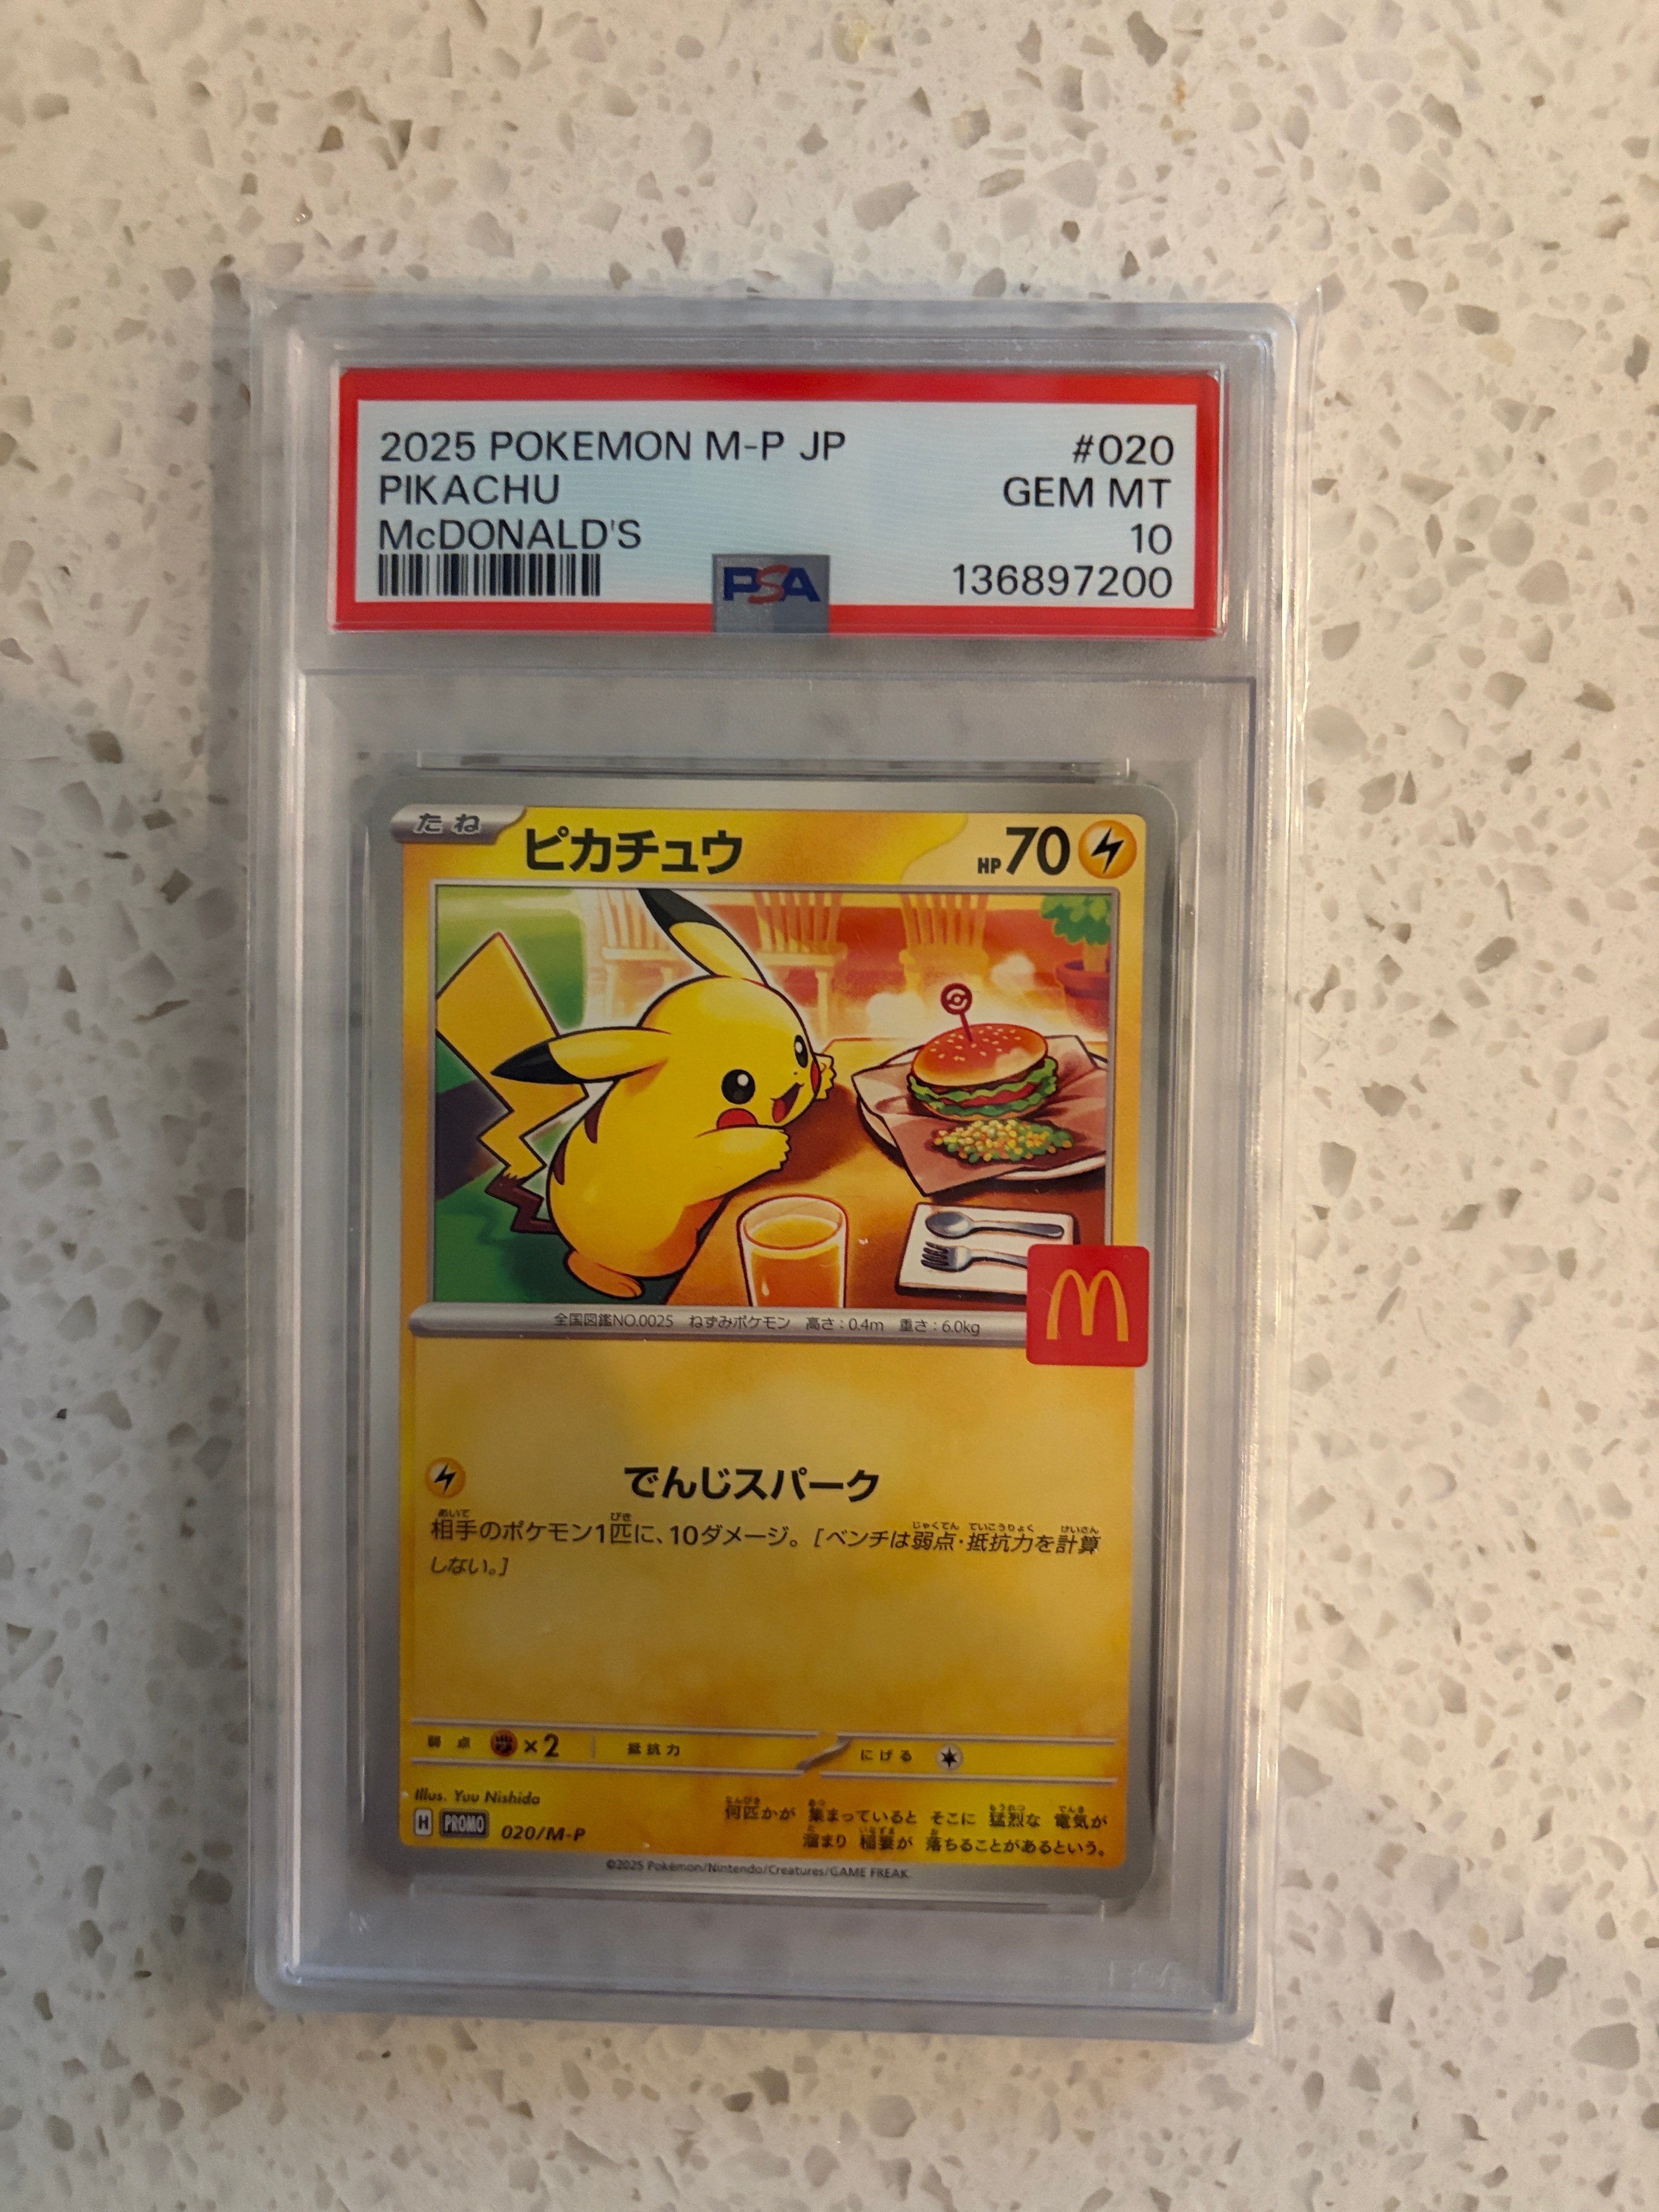 2025 POKEMON M-P JP #020
PIKACHU GEM MT
McDONALD'S 10
PSA 136897200
たね ピカチュウ HP70
M
全国図鑑NO.0025 ねずみポケモン 高さ:0.4m 重さ:6.0kg
でんじスパーク
相手のポケモン1匹に、10ダメージ。[ベンチは弱点・抵抗力を計算
しない。]
弱点 ×2 抵抗力 にげる
Illus. Yuu Nishida
H PROMO 020/M-P
何匹かが 集まっていると そこに 猛烈な 電気が
溜まり 稲妻が 落ちることがあるという。
©2025 Pokémon/Nintendo/Creatures/GAME FREAK.